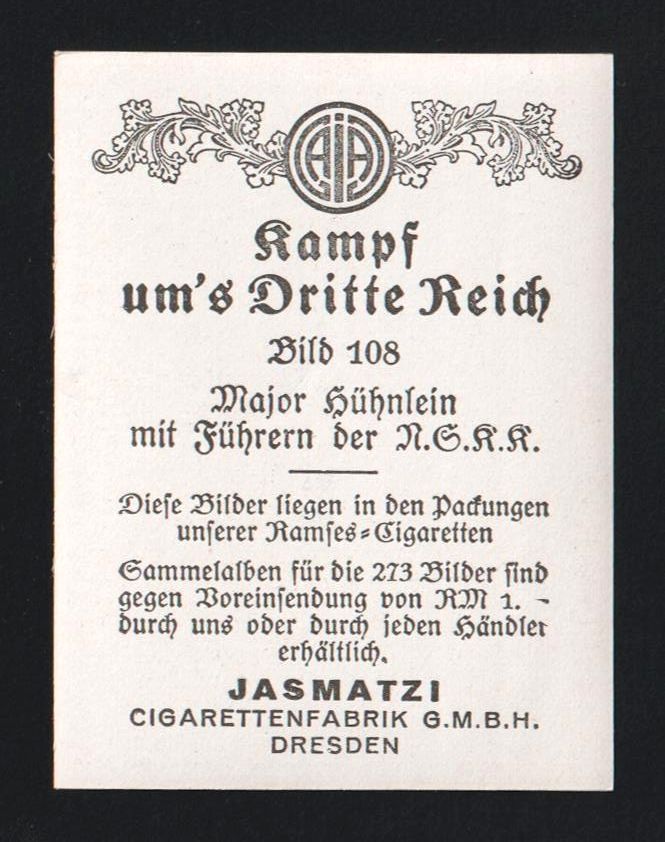 Kampf
um's Dritte Reich
Bild 108
Major Hühnlein
mit Führern der N.S.K.K.
Diese Bilder liegen in den Packungen
unserer Ramses=Cigaretten
Sammelalben für die 273 Bilder sind
gegen Voreinsendung von RM 1. –
durch uns oder durch jeden Händler
erhältlich.
JASMATZI
CIGARETTENFABRIK G.M.B.H.
DRESDEN